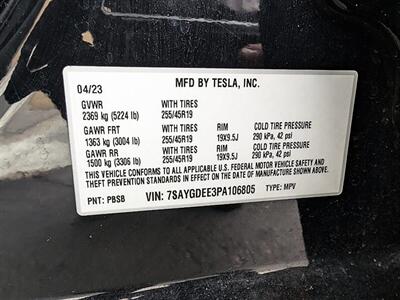 04/23 MFD BY TESLA, INC.
GVWR WITH TIRES
2369 kg (5224 lb) 255/45R19
GAWR FRT WITH TIRES RIM COLD TIRE PRESSURE
1363 kg (3004 lb) 255/45R19 19X9.5J 290 kPa, 42 psi
GAWR RR WITH TIRES RIM COLD TIRE PRESSURE
1500 kg (3306 lb) 255/45R19 19X9.5J 290 kPa, 42 psi
THIS VEHICLE CONFORMS TO ALL APPLICABLE FEDERAL MOTOR VEHICLE SAFETY AND
THEFT PREVENTION STANDARDS IN EFFECT ON THE DATE OF MANUFACTURE SHOWN ABOVE.
PNT: PBSB VIN: 7SAYGDEE3PA106805 TYPE: MPV